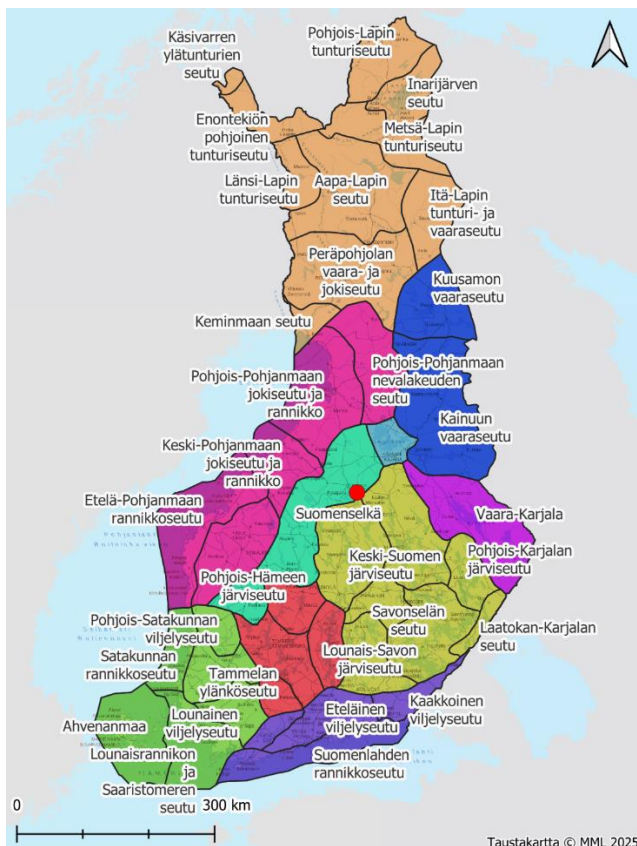 Käsivarren
ylätunturien
seutu
Pohjois-Lapin
tunturiseutu
Inarijärven
seutu
Enontekiön
pohjoinen
tunturiseutu
Metsä-Lapin
tunturiseutu
Länsi-Lapin
tunturiseutu
Aapa-Lapin
seutu
Itä-Lapin
tunturi- ja
vaaraseutu
Peräpohjolan
vaara- ja
jokiseutu
Kuusamon
vaaraseutu
Keminmaan seutu
Pohjois-Pohjanmaan
jokiseutu ja
rannikko
Pohjois-Pohjanmaan
nevalakeuden
seutu
Kainuun
vaaraseutu
Keski-Pohjanmaan
jokiseutu ja
rannikko
Etelä-Pohjanmaan
rannikkoseutu
Suomenselkä
Vaara-Karjala
Pohjois-Hämeen
järviseutu
Keski-Suomen
järviseutu
Pohjois-Karjalan
järviseutu
Pohjois-Satakunnan
viljelyseutu
Savonselän
seutu
Laatokan-Karjalan
seutu
Satakunnan
rannikkoseutu
Tammelan
ylänköseutu
Lounais-Savon
järviseutu
Ahvenanmaa
Lounainen
viljelyseutu
Eteläinen
viljelyseutu
Kaakkoinen
viljelyseutu
Lounaisrannikon
ja
Saaristomeren
seutu
Suomenlahden
rannikkoseutu
0 300 km
Taustakartta © MML 2025